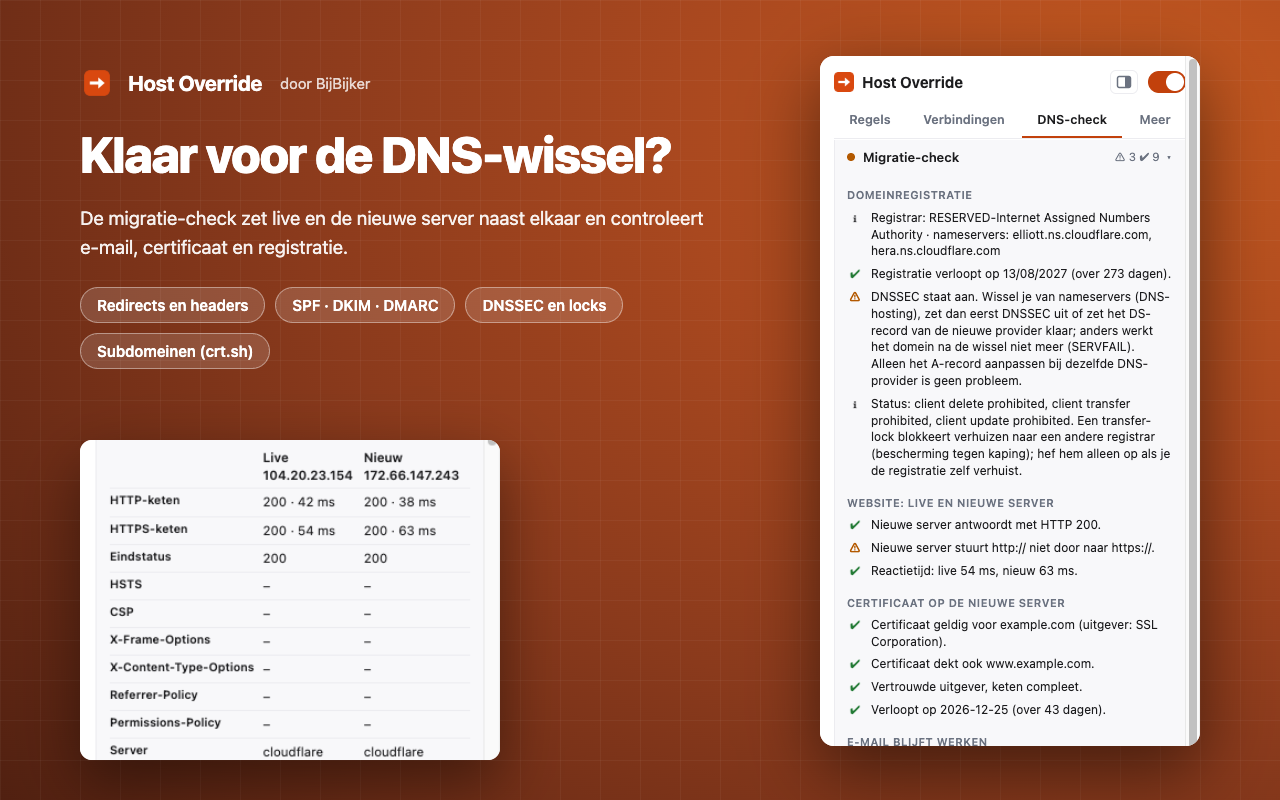 Host Override door BijBijker
Klaar voor de DNS-wissel?
De migratie-check zet live en de nieuwe server naast elkaar en controleert
e-mail, certificaat en registratie.
Redirects en headers
SPF · DKIM · DMARC
DNSSEC en locks
Subdomeinen (crt.sh)
Live Nieuw
104.20.23.154 172.66.147.243
HTTP-keten 200 · 42 ms 200 · 38 ms
HTTPS-keten 200 · 54 ms 200 · 63 ms
Eindstatus 200 200
HSTS – –
CSP – –
X-Frame-Options – –
X-Content-Type-Options – –
Referrer-Policy – –
Permissions-Policy – –
Server cloudflare cloudflare
Host Override
Regels Verbindingen DNS-check Meer
Migratie-check ⚠ 3 ✔ 9
DOMEINREGISTRATIE
ℹ Registrar: RESERVED-Internet Assigned Numbers
Authority · nameservers: elliott.ns.cloudflare.com,
hera.ns.cloudflare.com
✔ Registratie verloopt op 13/08/2027 (over 273 dagen).
⚠ DNSSEC staat aan. Wissel je van nameservers (DNS-
hosting), zet dan eerst DNSSEC uit of zet het DS-
record van de nieuwe provider klaar; anders werkt
het domein na de wissel niet meer (SERVFAIL).
Alleen het A-record aanpassen bij dezelfde DNS-
provider is geen probleem.
ℹ Status: client delete prohibited, client transfer
prohibited, client update prohibited. Een transfer-
lock blokkeert verhuizen naar een andere registrar
(bescherming tegen kaping); hef hem alleen op als je
de registratie zelf verhuist.
WEBSITE: LIVE EN NIEUWE SERVER
✔ Nieuwe server antwoordt met HTTP 200.
⚠ Nieuwe server stuurt http:// niet door naar https://.
✔ Reactietijd: live 54 ms, nieuw 63 ms.
CERTIFICAAT OP DE NIEUWE SERVER
✔ Certificaat geldig voor example.com (uitgever: SSL
Corporation).
✔ Certificaat dekt ook www.example.com.
✔ Vertrouwde uitgever, keten compleet.
✔ Verloopt op 2026-12-25 (over 43 dagen).
E-MAIL BLIJFT WERKEN